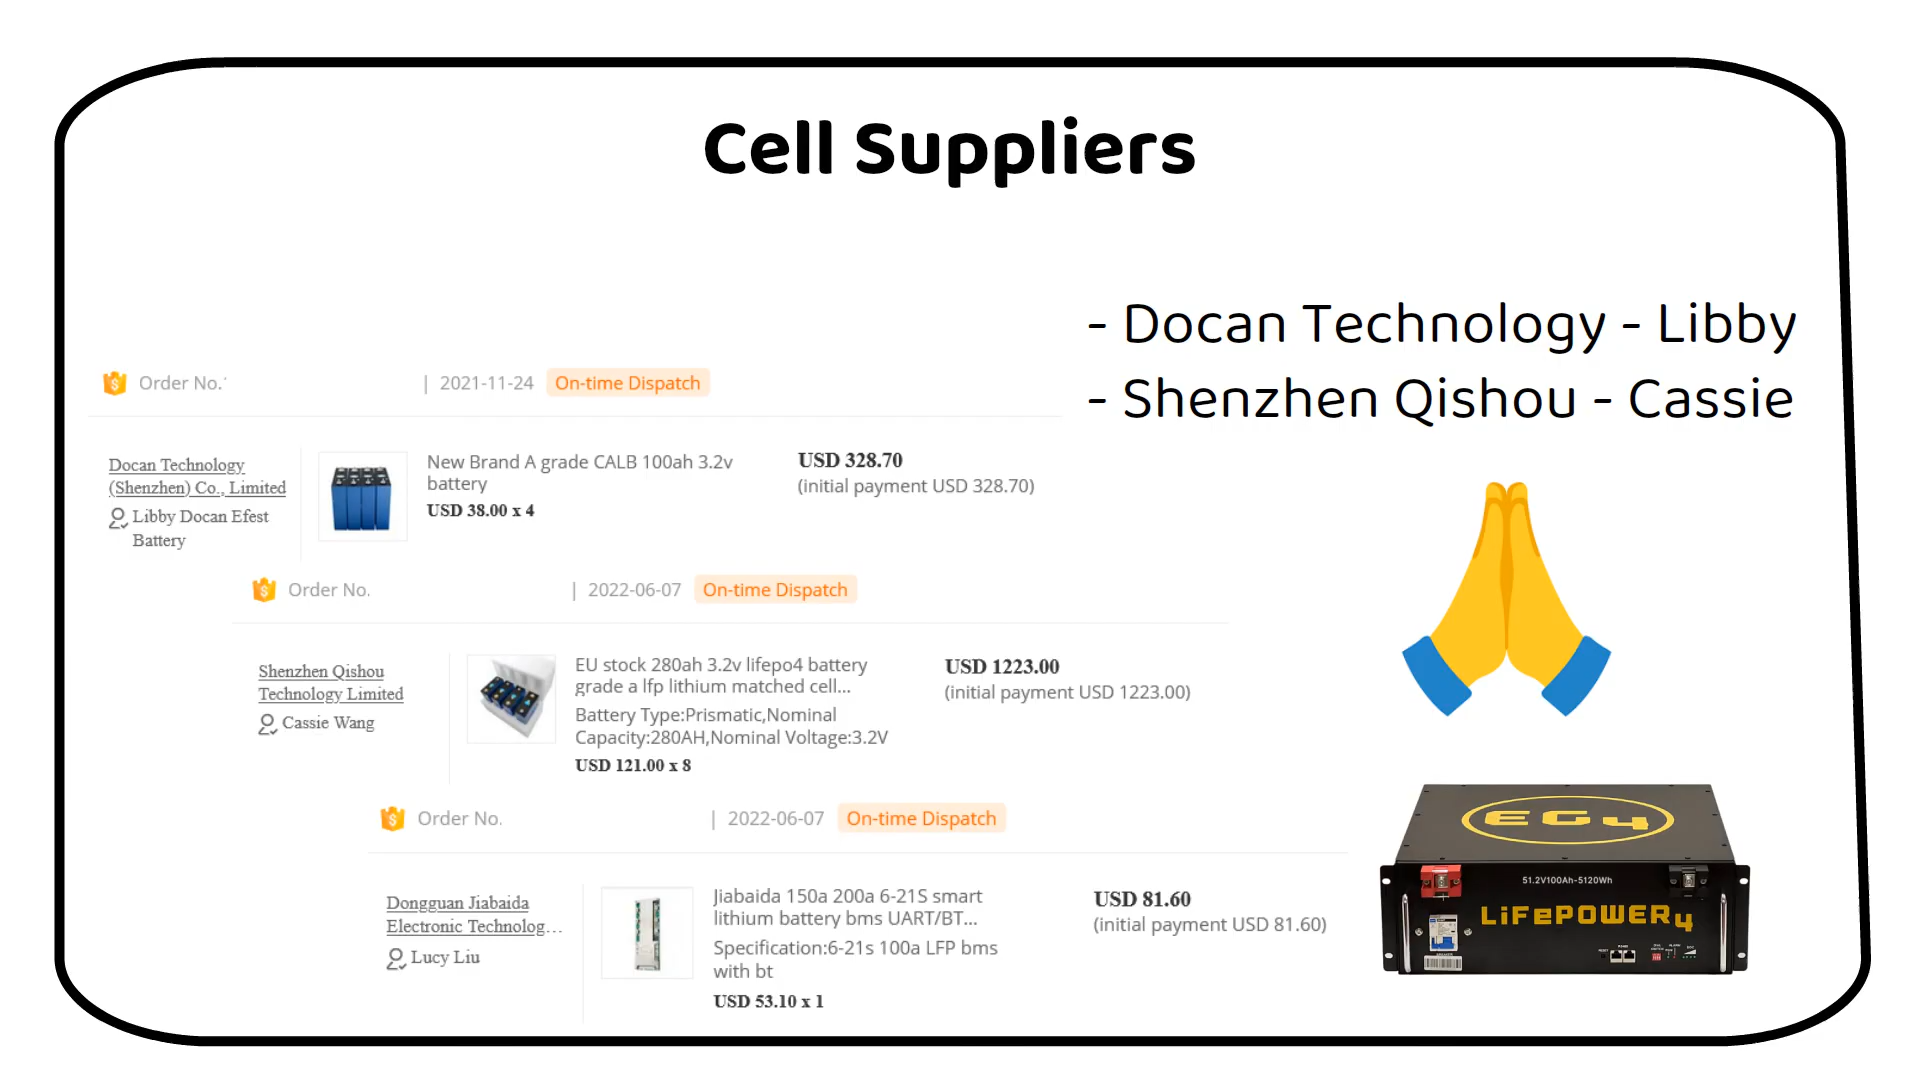 Cell Suppliers
- Docan Technology - Libby
- Shenzhen Qishou - Cassie
Order No.
| 2021-11-24 On-time Dispatch
Docan Technology
(Shenzhen) Co., Limited
Libby Docan Efest
Battery
New Brand A grade CALB 100ah 3.2v
battery
USD 38.00 x 4
USD 328.70
(initial payment USD 328.70)
Order No.
| 2022-06-07 On-time Dispatch
Shenzhen Qishou
Technology Limited
Cassie Wang
EU stock 280ah 3.2v lifepo4 battery
grade a lfp lithium matched cell...
Battery Type:Prismatic,Nominal
Capacity:280AH,Nominal Voltage:3.2V
USD 121.00 x 8
USD 1223.00
(initial payment USD 1223.00)
Order No.
| 2022-06-07 On-time Dispatch
Dongguan Jiabaida
Electronic Technolog...
Lucy Liu
Jiabaida 150a 200a 6-21S smart
lithium battery bms UART/BT...
Specification:6-21s 100a LFP bms
with bt
USD 53.10 x 1
USD 81.60
(initial payment USD 81.60)
EG4
51.2V100Ah-5120Wh
LiFePOWER4